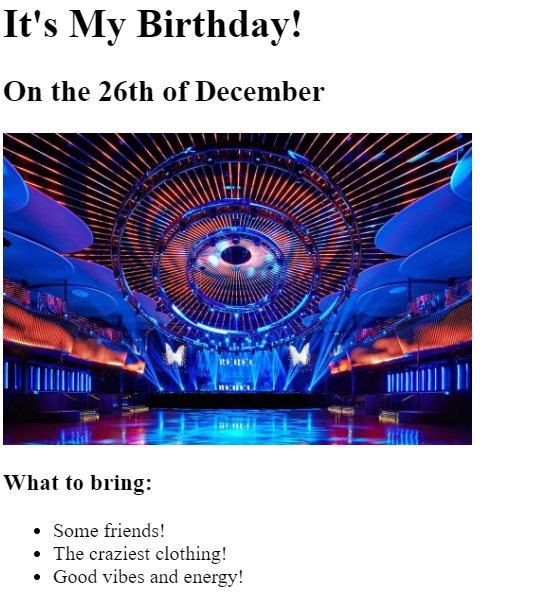 It's My Birthday!
On the 26th of December
REBEL
REBEL
What to bring:
Some friends!
The craziest clothing!
Good vibes and energy!